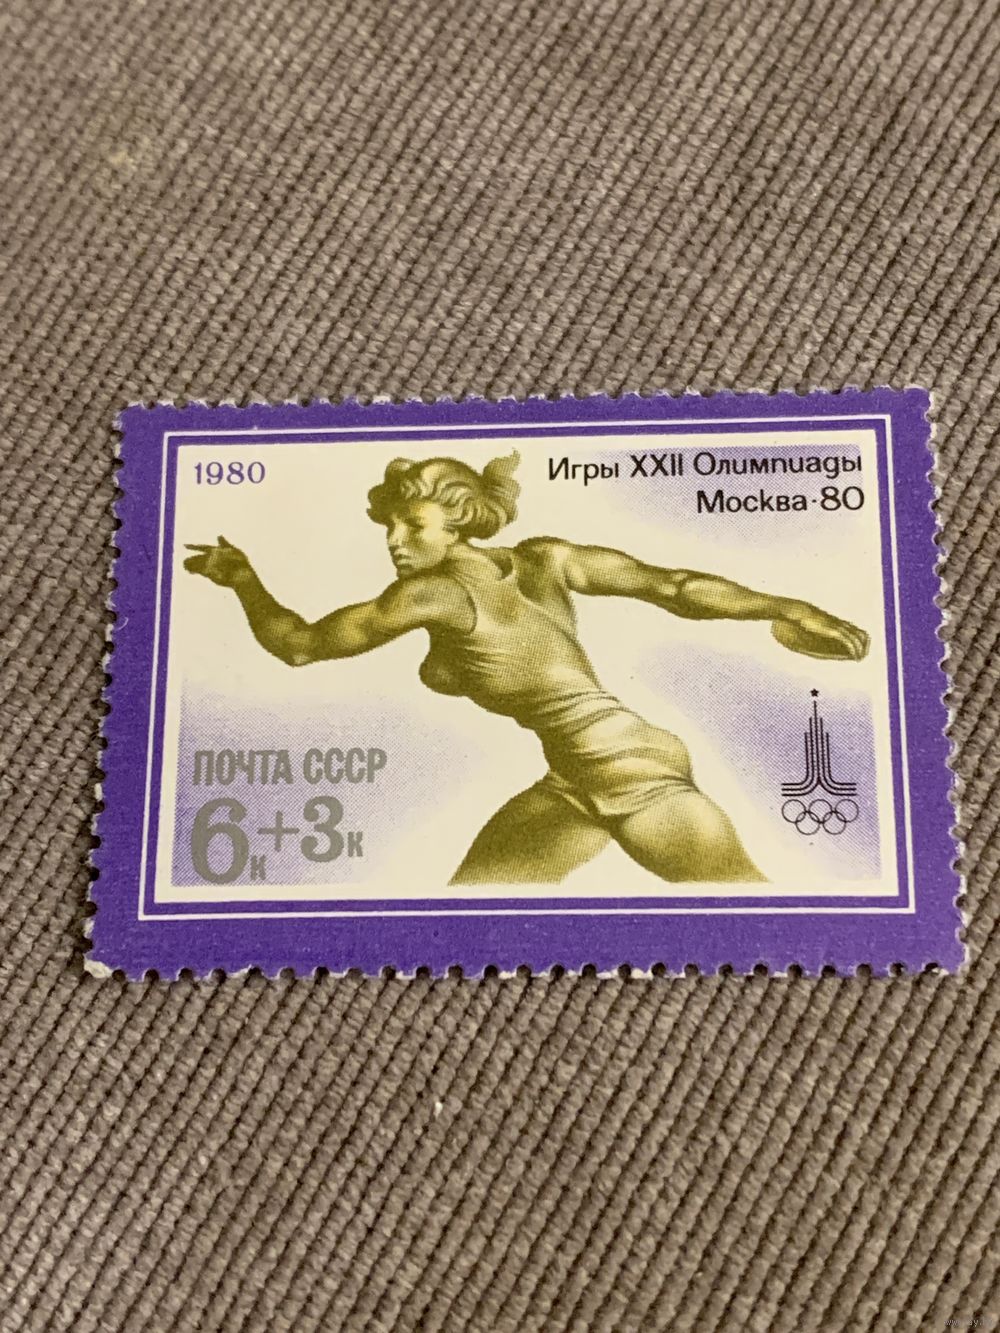 1980
Игры XXII Олимпиады
Москва·80
ПОЧТА СССР
6к+3к